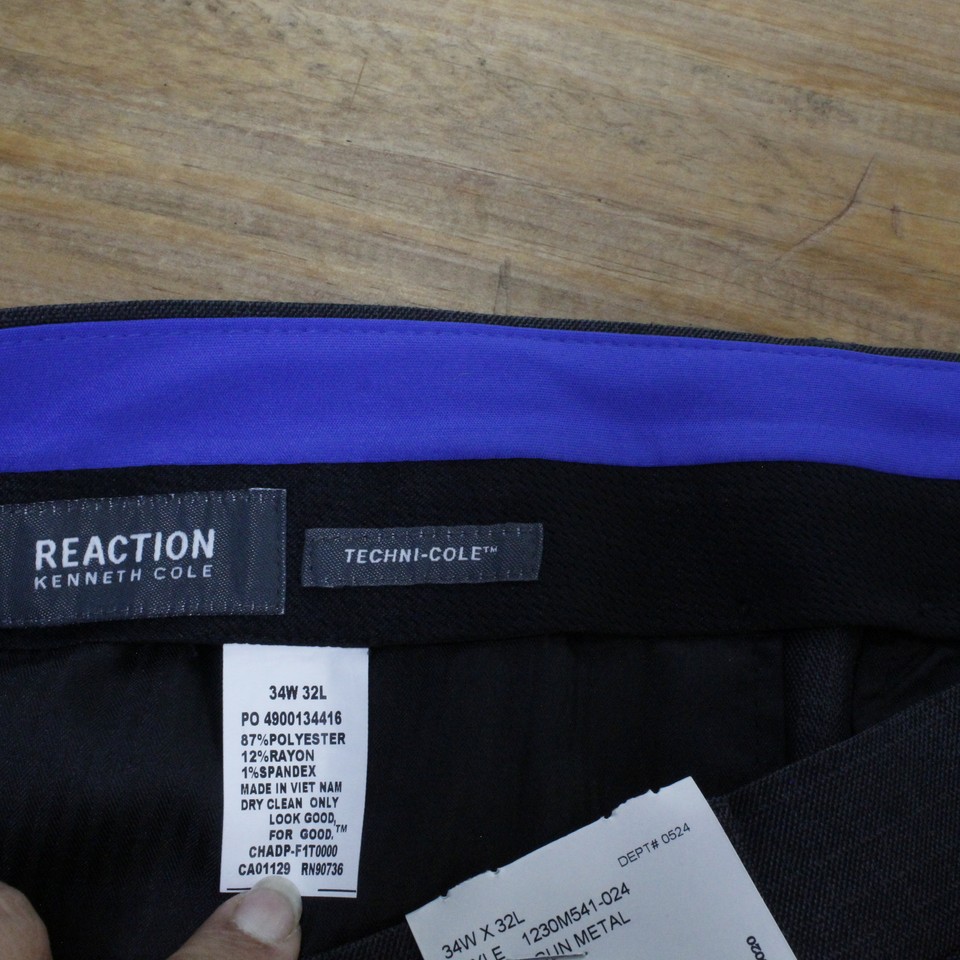 REACTION
KENNETH COLE
TECHNI-COLE™
34W 32L
PO 4900134416
87%POLYESTER
12%RAYON
1%SPANDEX
MADE IN VIET NAM
DRY CLEAN ONLY
LOOK GOOD,
FOR GOOD.™
CHADP-F1T0000
CA01129 RN90736
DEPT# 0524
34W X 32L
1230M541-024
METAL